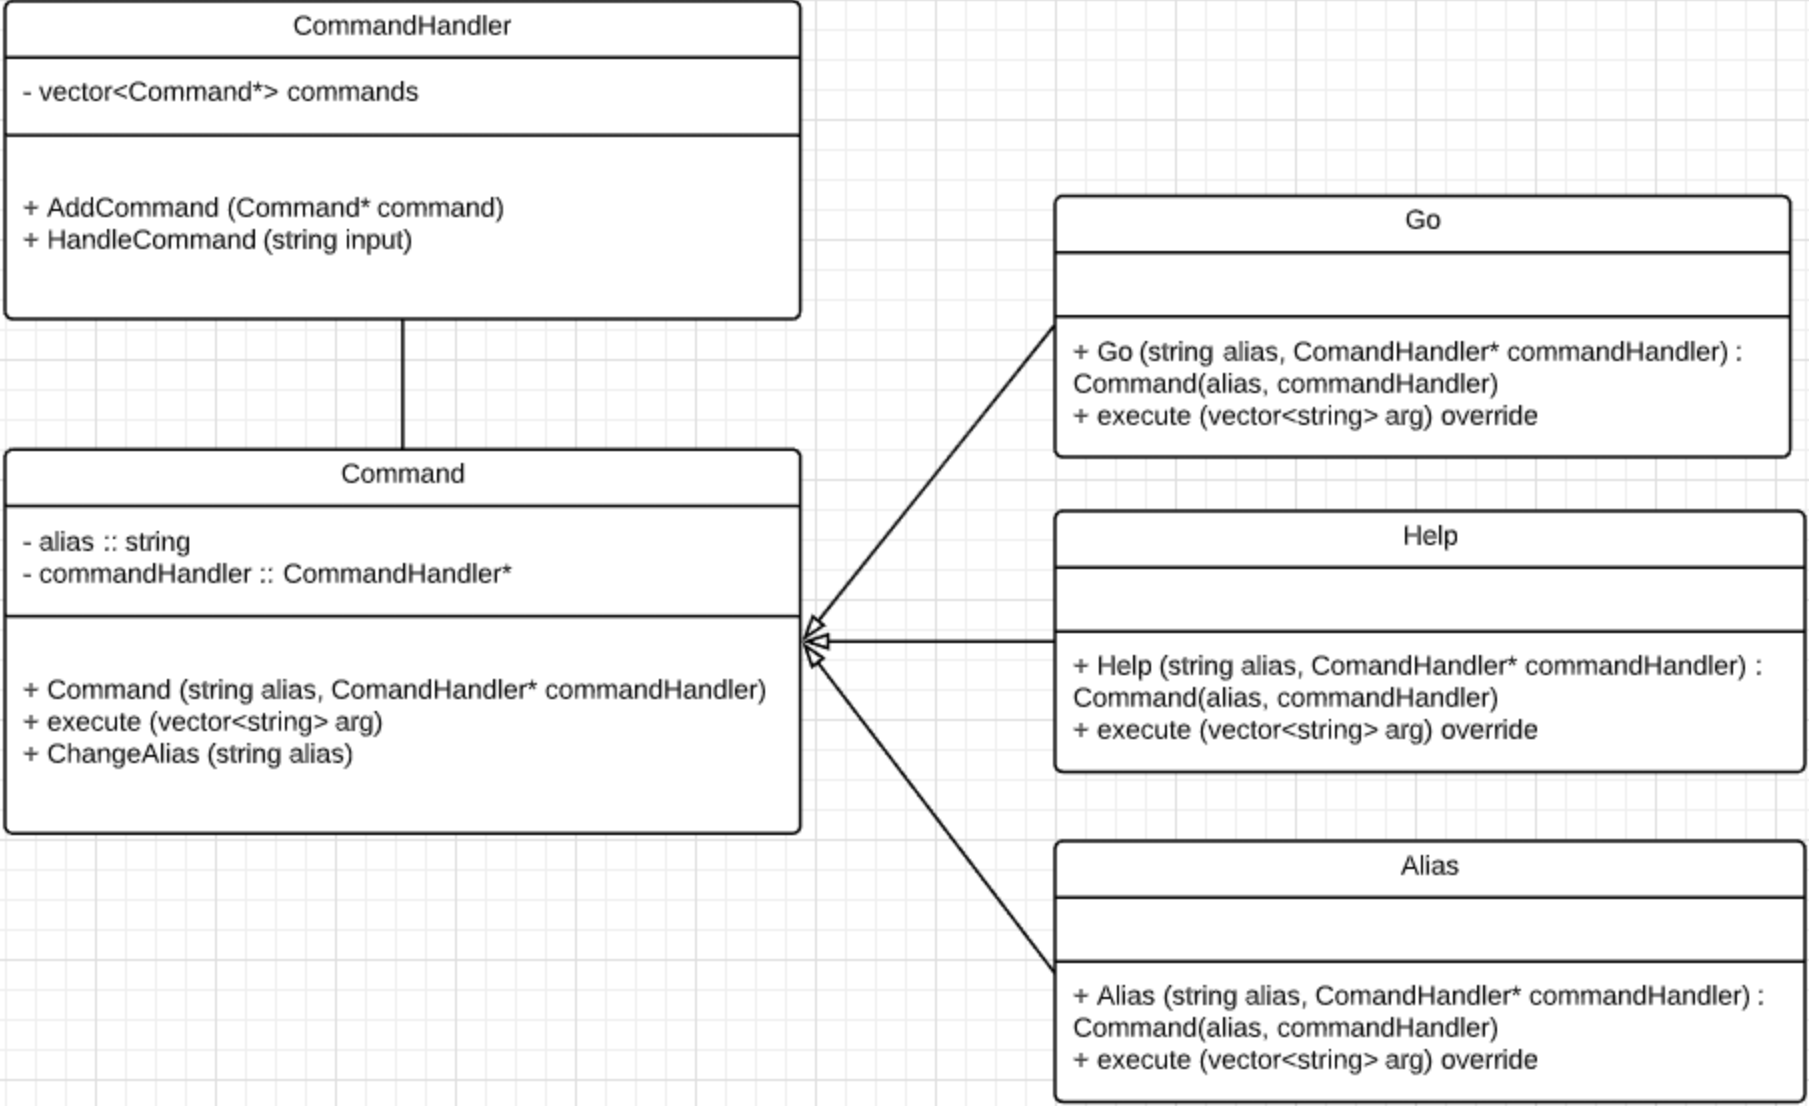 CommandHandler
- vector<Command*> commands
+ AddCommand (Command* command)
+ HandleCommand (string input)
Command
- alias :: string
- commandHandler :: CommandHandler*
+ Command (string alias, ComandHandler* commandHandler)
+ execute (vector<string> arg)
+ ChangeAlias (string alias)
Go
+ Go (string alias, ComandHandler* commandHandler) :
Command(alias, commandHandler)
+ execute (vector<string> arg) override
Help
+ Help (string alias, ComandHandler* commandHandler) :
Command(alias, commandHandler)
+ execute (vector<string> arg) override
Alias
+ Alias (string alias, ComandHandler* commandHandler) :
Command(alias, commandHandler)
+ execute (vector<string> arg) override